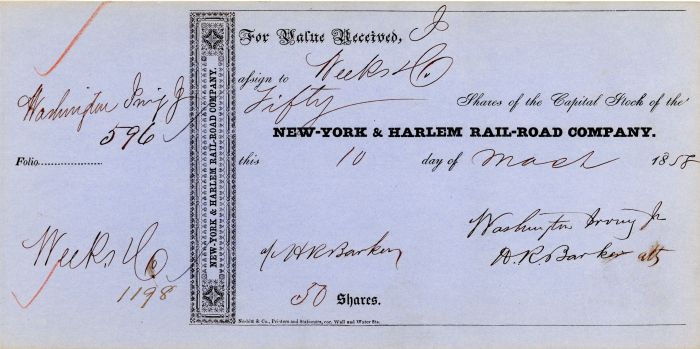 Washington Irving Jr
596
Folio
Weeks & Co.
1198
NEW-YORK & HARLEM RAIL-ROAD COMPANY.
For Value Received, I
assign to Weeks & Co.
Fifty Shares of the Capital Stock of the
NEW-YORK & HARLEM RAIL-ROAD COMPANY.
this 10 day of March 1858
Washington Irving Jr
H R Barker
A. R. Barker atty
50 Shares.
Nesbitt & Co., Printers and Stationers, cor. Wall and Water Sts.